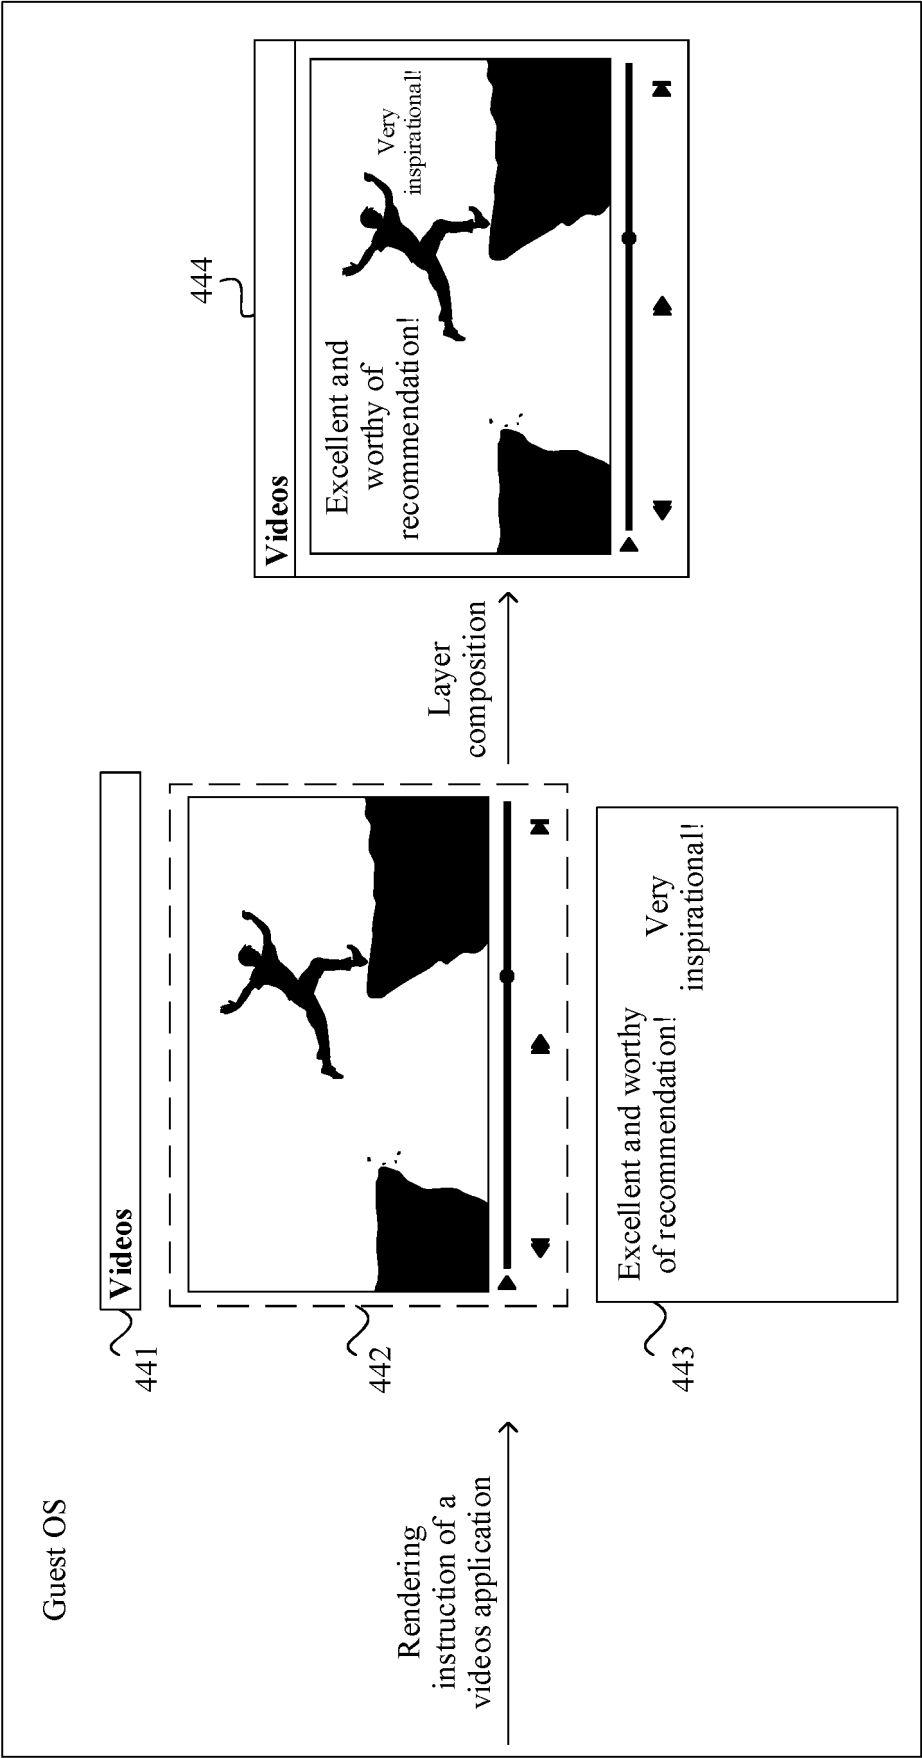 Guest OS
Rendering
instruction of a
videos application
441
Videos
442
443
Excellent and worthy
of recommendation!
Very
inspirational!
Layer
composition
444
Videos
Excellent and
worthy of
recommendation!
Very
inspirational!